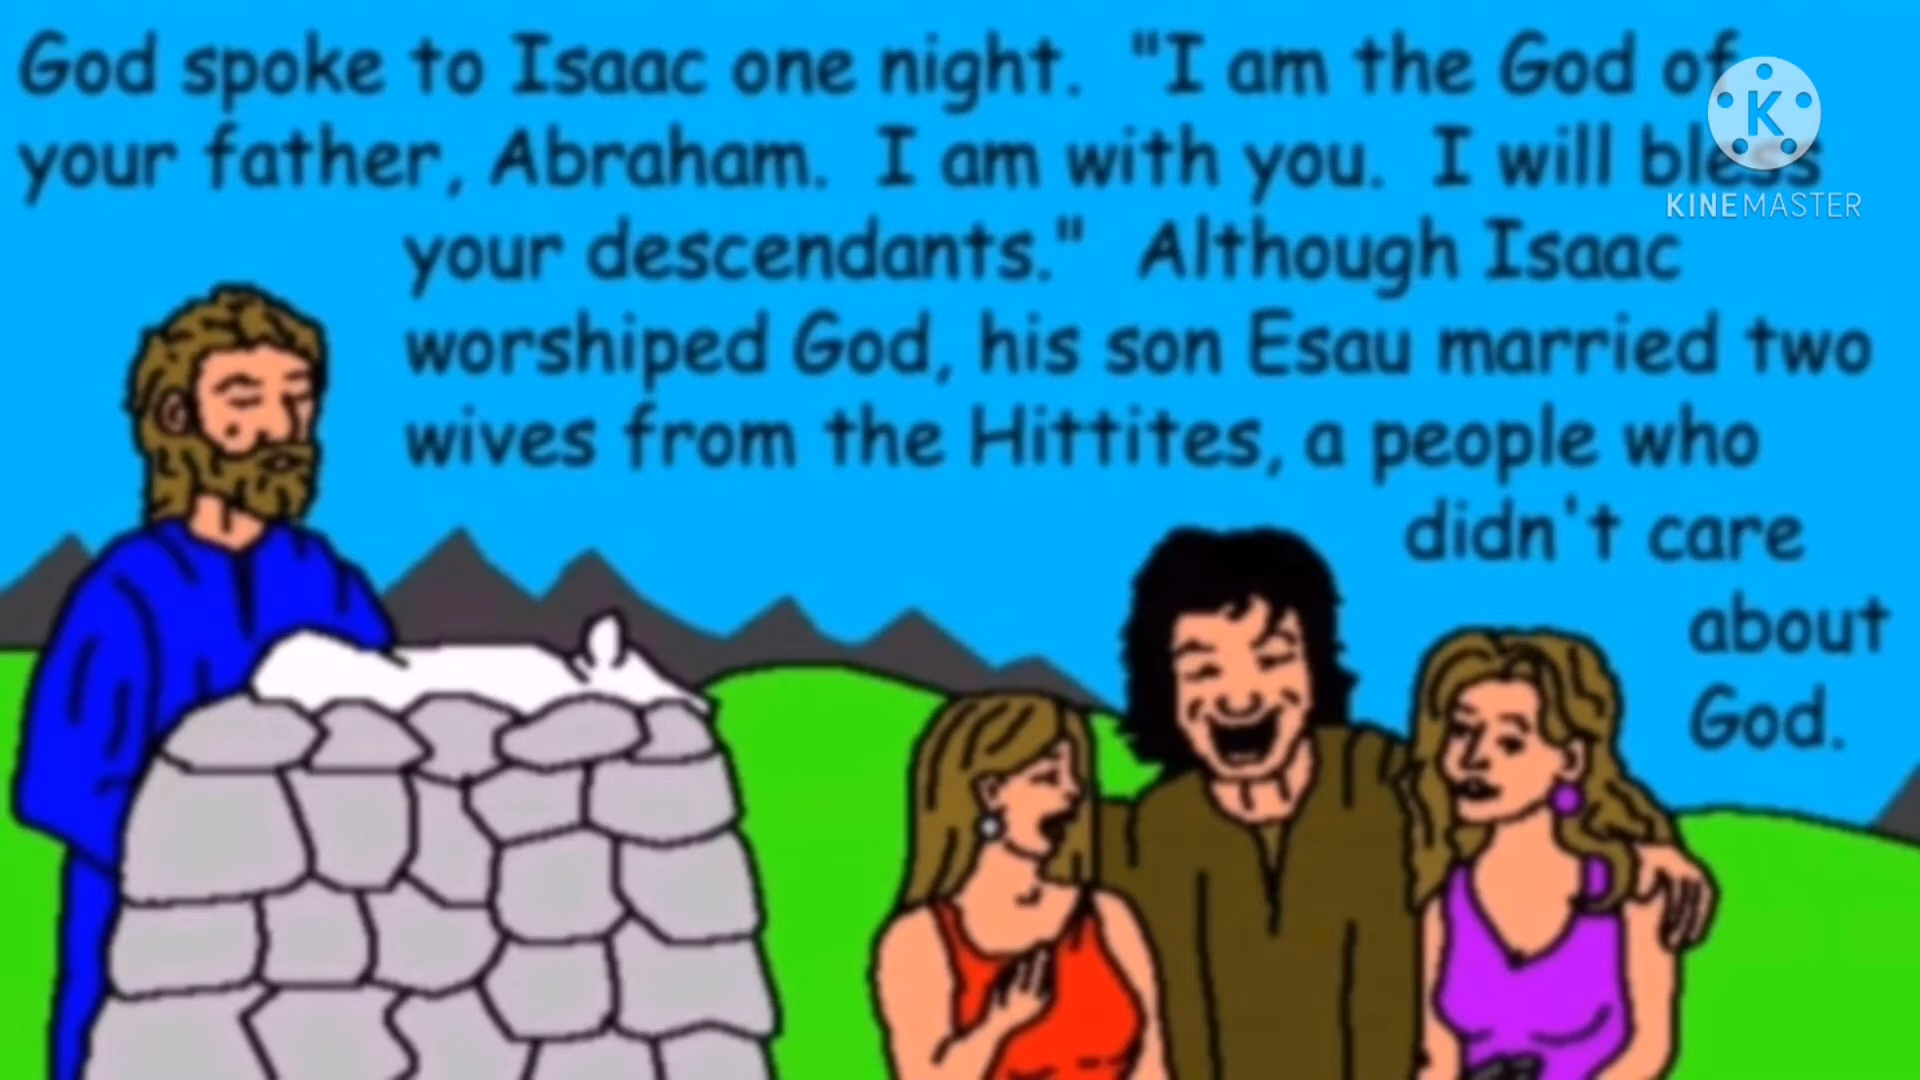 God spoke to Isaac one night. "I am the God of
your father, Abraham. I am with you. I will bless
your descendants." Although Isaac
worshiped God, his son Esau married two
wives from the Hittites, a people who
didn't care
about
God.
K
KINEMASTER